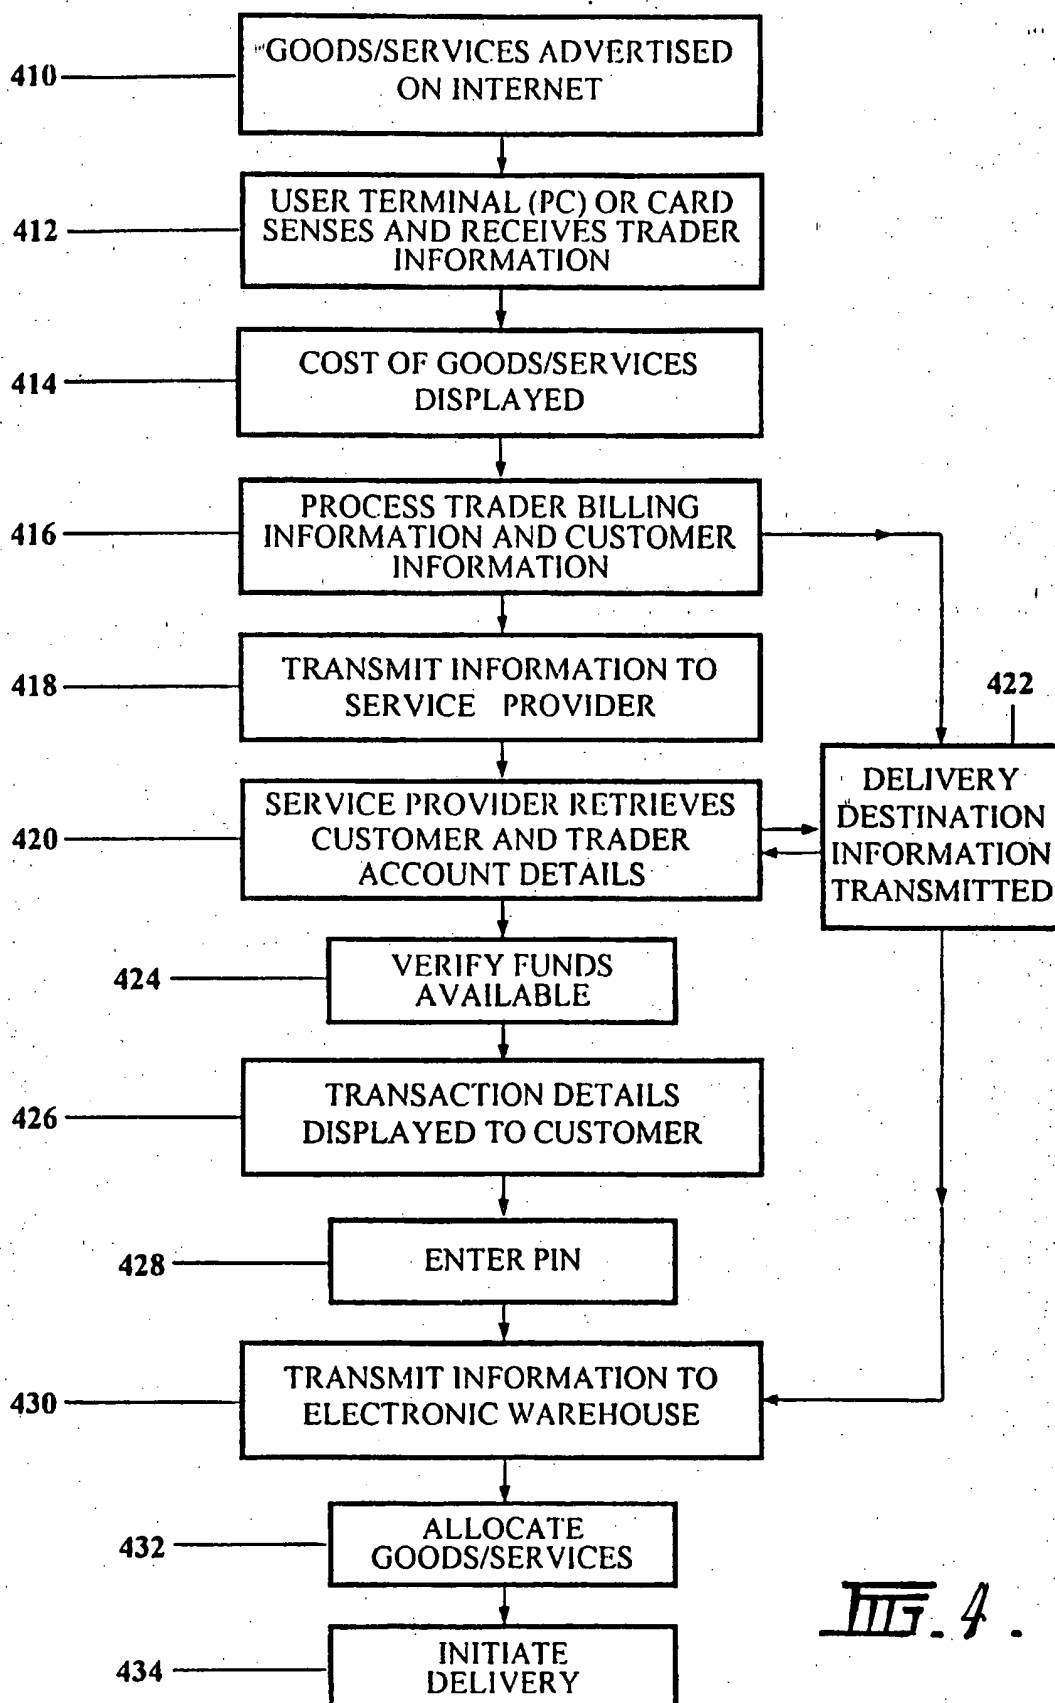 GOODS/SERVICES ADVERTISED
ON INTERNET
410
USER TERMINAL (PC) OR CARD
SENSES AND RECEIVES TRADER
INFORMATION
412
COST OF GOODS/SERVICES
DISPLAYED
414
PROCESS TRADER BILLING
INFORMATION AND CUSTOMER
INFORMATION
416
TRANSMIT INFORMATION TO
SERVICE PROVIDER
418
422
DELIVERY
DESTINATION
INFORMATION
TRANSMITTED
SERVICE PROVIDER RETRIEVES
CUSTOMER AND TRADER
ACCOUNT DETAILS
420
VERIFY FUNDS
AVAILABLE
424
TRANSACTION DETAILS
DISPLAYED TO CUSTOMER
426
ENTER PIN
428
TRANSMIT INFORMATION TO
ELECTRONIC WAREHOUSE
430
ALLOCATE
GOODS/SERVICES
432
INITIATE
DELIVERY
434
FIG. 4.